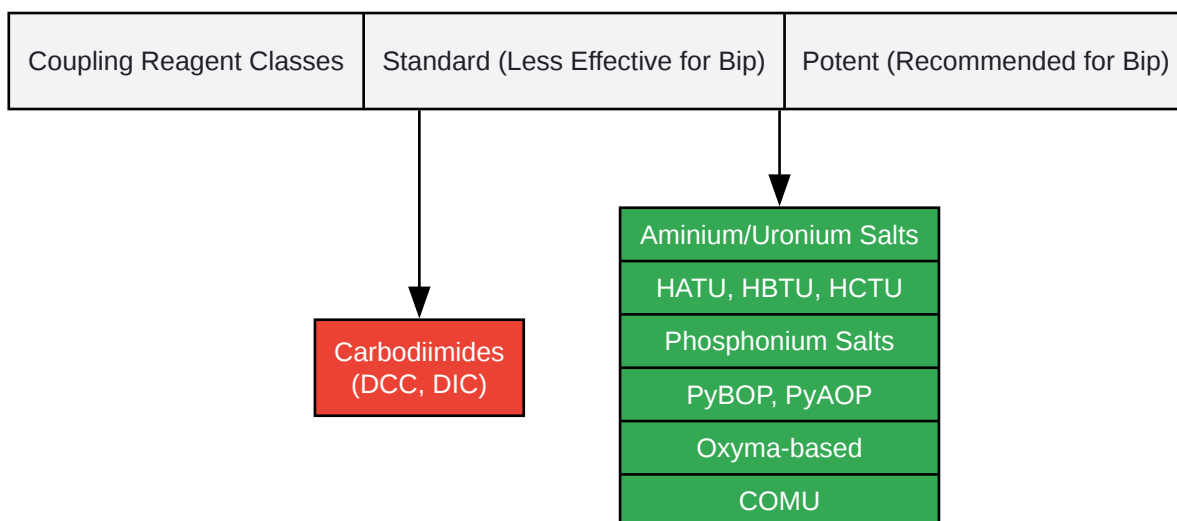 Coupling Reagent Classes
Standard (Less Effective for Bip)
Potent (Recommended for Bip)
Aminium/Uronium Salts
HATU, HBTU, HCTU
Phosphonium Salts
PyBOP, PyAOP
Oxyma-based
COMU
Carbodiimides
(DCC, DIC)